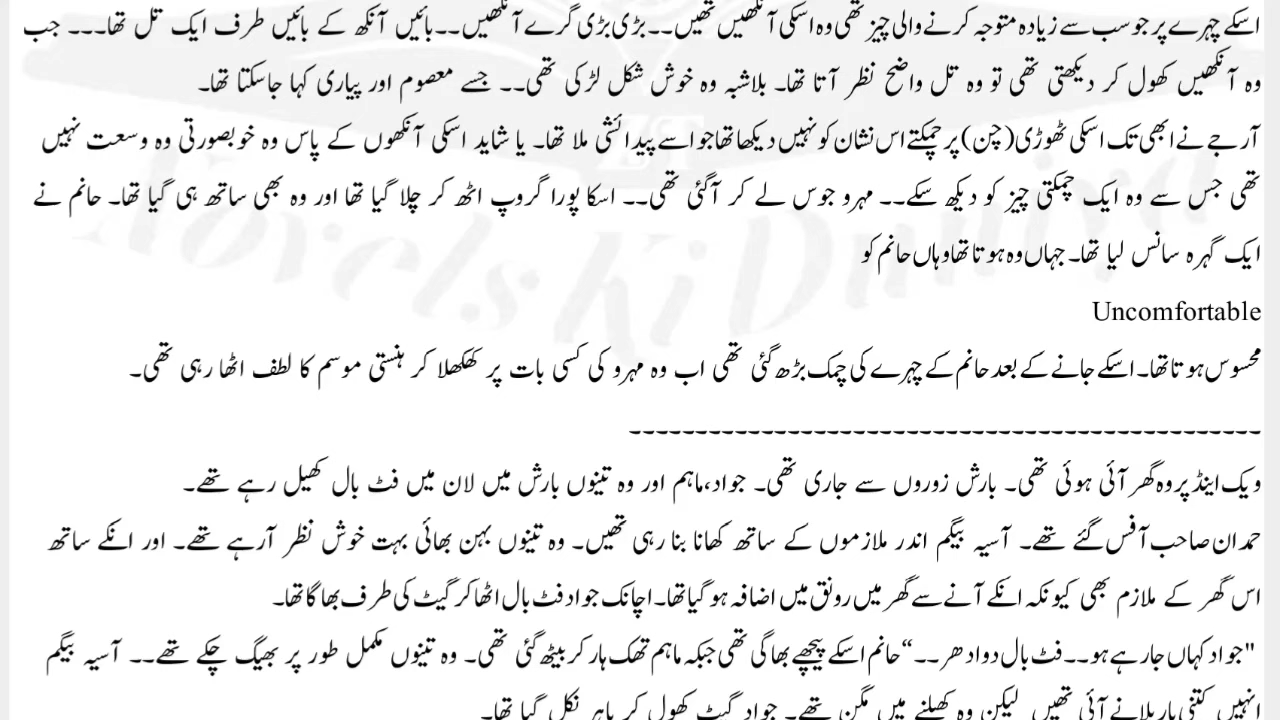 اسکے چہرے پر جو سب سے زیادہ متوجہ کرنے والی چیز تھی وہ اسکی آنکھیں تھیں۔۔ بڑی بڑی گرے آنکھیں۔۔ بائیں آنکھ کے بائیں طرف ایک تل تھا۔۔۔ جب
وہ آنکھیں کھول کر دیکھتی تھی تو وہ تل واضح نظر آتا تھا۔ بلاشبہ وہ خوش شکل لڑکی تھی۔۔ جسے معصوم اور پیاری کہا جاسکتا تھا۔
آر جے نے ابھی تک اسکی ٹھوڑی (چن) پر چمکتے اس نشان کو نہیں دیکھا تھا جو اسے پیدائشی ملا تھا۔ یا شاید اسکی آنکھوں کے پاس وہ خوبصورتی وہ وسعت نہیں
تھی جس سے وہ ایک چمکتی چیز کو دیکھ سکے۔۔ مہرو جوس لے کر آگئی تھی۔۔ اسکا پورا گروپ اٹھ کر چلا گیا تھا اور وہ بھی ساتھ ہی گیا تھا۔ حانم نے
ایک گہرہ سانس لیا تھا۔ جہاں وہ ہوتا تھا وہاں حانم کو
Uncomfortable
محسوس ہوتا تھا۔ اسکے جانے کے بعد حانم کے چہرے کی چمک بڑھ گئی تھی اب وہ مہرو کی کسی بات پر کھکھلا کر ہنستی موسم کا لطف اٹھا رہی تھی۔
۔۔۔۔۔۔۔۔۔۔۔۔۔۔۔۔۔۔۔۔۔۔۔۔۔۔۔۔۔۔۔۔۔۔۔۔۔۔۔۔۔۔۔۔۔۔۔۔
ویک اینڈ پر وہ گھر آئی ہوئی تھی۔ بارش زوروں سے جاری تھی۔ جواد، ماہم اور وہ تینوں بارش میں لان میں فٹ بال کھیل رہے تھے۔
حمدان صاحب آفس گئے تھے۔ آسیہ بیگم اندر ملازموں کے ساتھ کھانا بنا رہی تھیں۔ وہ تینوں بہن بھائی بہت خوش نظر آرہے تھے۔ اور انکے ساتھ
اس گھر کے ملازم بھی کیونکہ انکے آنے سے گھر میں رونق میں اضافہ ہوگیا تھا۔ اچانک جواد فٹ بال اٹھا کر گیٹ کی طرف بھاگا تھا۔
"جواد کہاں جارہے ہو۔۔ فٹ بال دو ادھر۔۔" حانم اسکے پیچھے بھاگی تھی جبکہ ماہم تھک ہار کر بیٹھ گئی تھی۔ وہ تینوں مکمل طور پر بھیگ چکے تھے۔۔ آسیہ بیگم
انہیں کتنی بار بلانے آئی تھیں لیکن وہ کھیلنے میں مگن تھے۔ جواد گیٹ کھول کر باہر نکل گیا تھا۔
Novels Ki Duniya